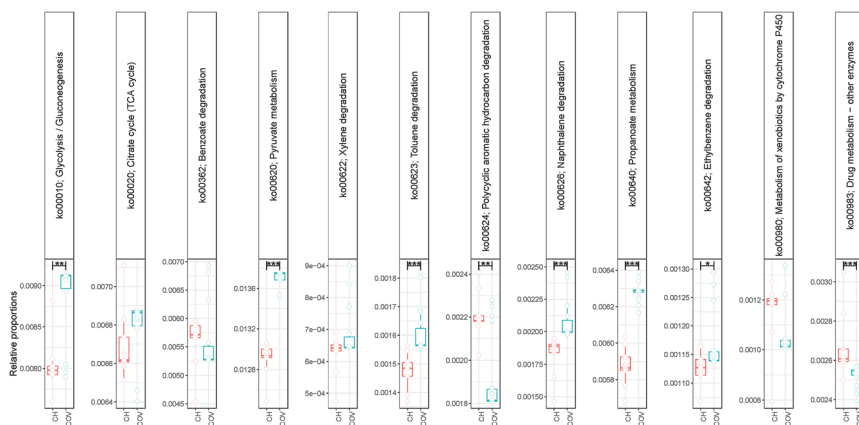 ko00010; Glycolysis / Gluconeogenesis
ko00020; Citrate cycle (TCA cycle)
ko00362; Benzoate degradation
ko00620; Pyruvate metabolism
ko00622; Xylene degradation
ko00623; Toluene degradation
ko00624; Polycyclic aromatic hydrocarbon degradation
ko00626; Naphthalene degradation
ko00640; Propanoate metabolism
ko00642; Ethylbenzene degradation
ko00980; Metabolism of xenobiotics by cytochrome P450
ko00983; Drug metabolism − other enzymes
Relative proportions
**
0.0090
0.0085
0.0080
CH
COV
0.0070
0.0068
0.0066
0.0064
CH
COV
0.0070
0.0065
0.0060
0.0055
0.0050
0.0045
CH
COV
***
0.0136
0.0132
0.0128
CH
COV
9e−04
8e−04
7e−04
6e−04
5e−04
CH
COV
***
0.0018
0.0017
0.0016
0.0015
0.0014
CH
COV
**
0.0024
0.0022
0.0020
0.0018
CH
COV
***
0.00250
0.00225
0.00200
0.00175
0.00150
CH
COV
***
0.0064
0.0062
0.0060
0.0058
CH
COV
*
0.00130
0.00125
0.00120
0.00115
0.00110
CH
COV
0.0012
0.0010
0.0008
CH
COV
***
0.0030
0.0028
0.0026
0.0024
CH
COV